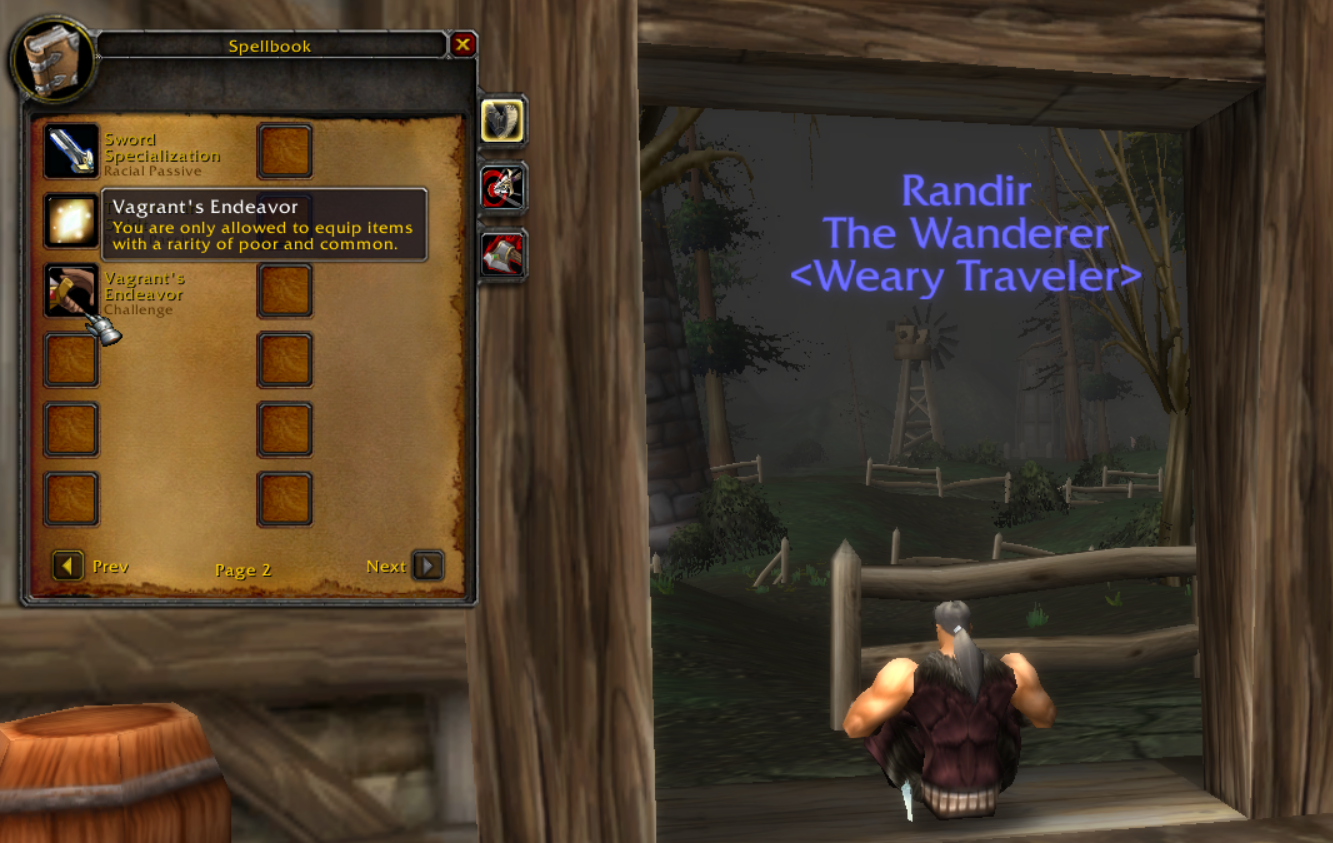 Spellbook
Sword
Specialization
Racial Passive
Vagrant's Endeavor
You are only allowed to equip items
with a rarity of poor and common.
Vagrant's
Endeavor
Challenge
Prev
Page 2
Next
Randir
The Wanderer
<Weary Traveler>